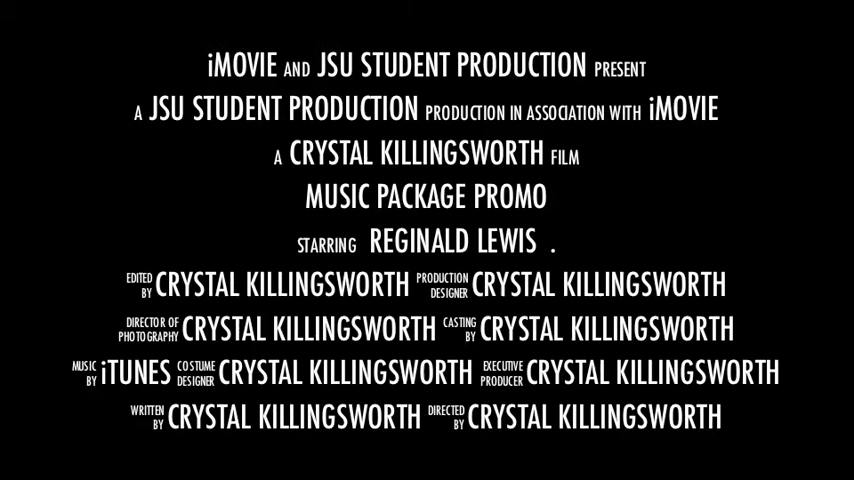 iMOVIE AND JSU STUDENT PRODUCTION PRESENT
A JSU STUDENT PRODUCTION PRODUCTION IN ASSOCIATION WITH iMOVIE
A CRYSTAL KILLINGSWORTH FILM
MUSIC PACKAGE PROMO
STARRING REGINALD LEWIS .
EDITED BY CRYSTAL KILLINGSWORTH PRODUCTION DESIGNER CRYSTAL KILLINGSWORTH
DIRECTOR OF PHOTOGRAPHY CRYSTAL KILLINGSWORTH CASTING BY CRYSTAL KILLINGSWORTH
MUSIC BY iTUNES COSTUME DESIGNER CRYSTAL KILLINGSWORTH EXECUTIVE PRODUCER CRYSTAL KILLINGSWORTH
WRITTEN BY CRYSTAL KILLINGSWORTH DIRECTED BY CRYSTAL KILLINGSWORTH